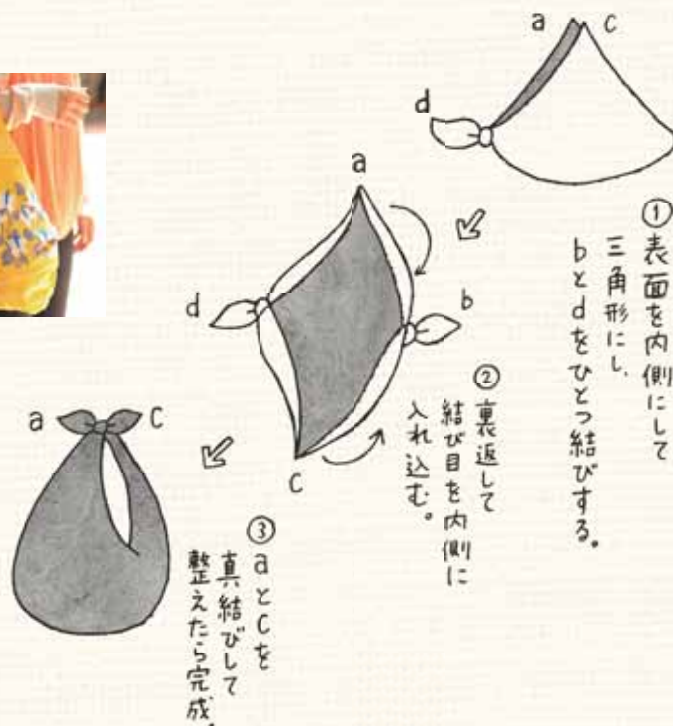 a c
d
①表面を内側にして
三角形にし、
bとdをひとつ結びする。
a
d
b
c
②裏返して
結び目を内側に
入れ込む。
a c
③aとcを
真結びして
整えたら完成。